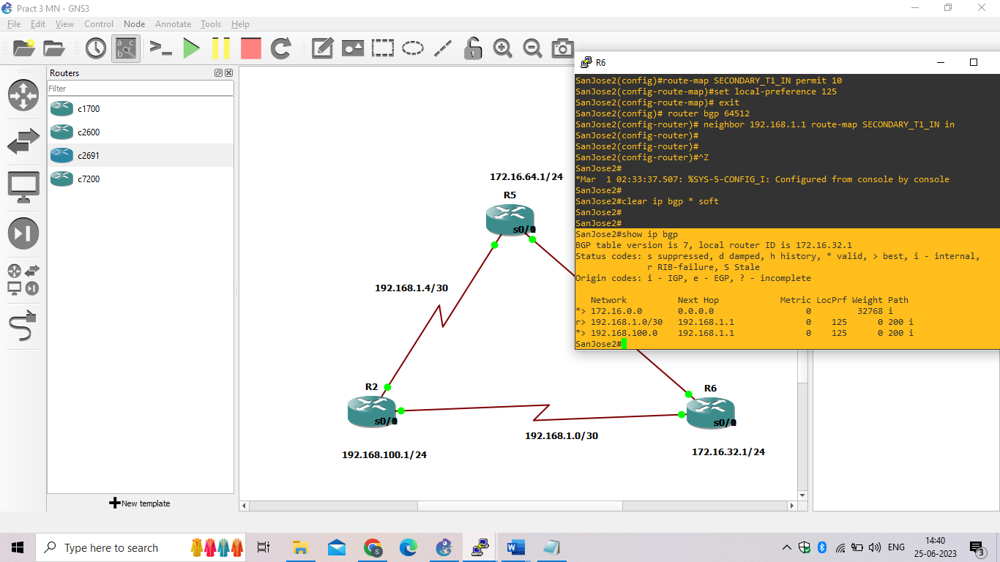 Pract 3 MN - GNS3
File Edit View Control Node Annotate Tools Help
Routers
Filter
c1700
c2600
c2691
c7200
New template
172.16.64.1/24
R5
s0/0
192.168.1.4/30
R2
192.168.100.1/24
192.168.1.0/30
R6
172.16.32.1/24
R6
SanJose2(config)#route-map SECONDARY_T1_IN permit 10
SanJose2(config-route-map)#set local-preference 125
SanJose2(config-route-map)# exit
SanJose2(config)# router bgp 64512
SanJose2(config-router)# neighbor 192.168.1.1 route-map SECONDARY_T1_IN in
SanJose2(config-router)#
SanJose2(config-router)#
SanJose2(config-router)#^Z
SanJose2#
*Mar  1 02:33:37.507: %SYS-5-CONFIG_I: Configured from console by console
SanJose2#
SanJose2#clear ip bgp * soft
SanJose2#
SanJose2#
SanJose2#show ip bgp
BGP table version is 7, local router ID is 172.16.32.1
Status codes: s suppressed, d damped, h history, * valid, > best, i - internal,
              r RIB-failure, S Stale
Origin codes: i - IGP, e - EGP, ? - incomplete
   Network          Next Hop            Metric LocPrf Weight Path
*> 172.16.0.0       0.0.0.0                  0         32768 i
r> 192.168.1.0/30   192.168.1.1              0    125      0 200 i
*> 192.168.100.0    192.168.1.1              0    125      0 200 i
SanJose2#
Type here to search
ENG
14:40
25-06-2023
3